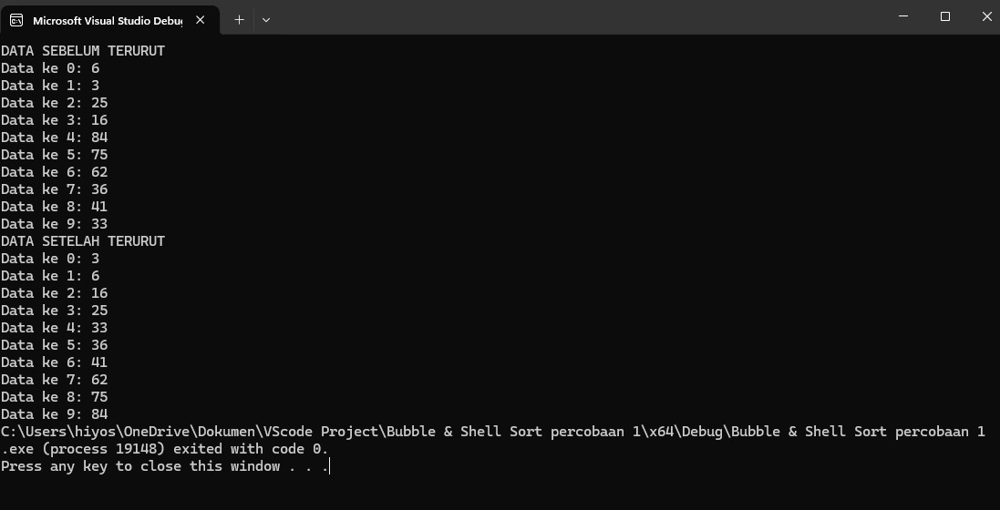 Microsoft Visual Studio Debug
DATA SEBELUM TERURUT
Data ke 0: 6
Data ke 1: 3
Data ke 2: 25
Data ke 3: 16
Data ke 4: 84
Data ke 5: 75
Data ke 6: 62
Data ke 7: 36
Data ke 8: 41
Data ke 9: 33
DATA SETELAH TERURUT
Data ke 0: 3
Data ke 1: 6
Data ke 2: 16
Data ke 3: 25
Data ke 4: 33
Data ke 5: 36
Data ke 6: 41
Data ke 7: 62
Data ke 8: 75
Data ke 9: 84
C:\Users\hiyos\OneDrive\Dokumen\VScode Project\Bubble & Shell Sort percobaan 1\x64\Debug\Bubble & Shell Sort percobaan 1
.exe (process 19148) exited with code 0.
Press any key to close this window . . .